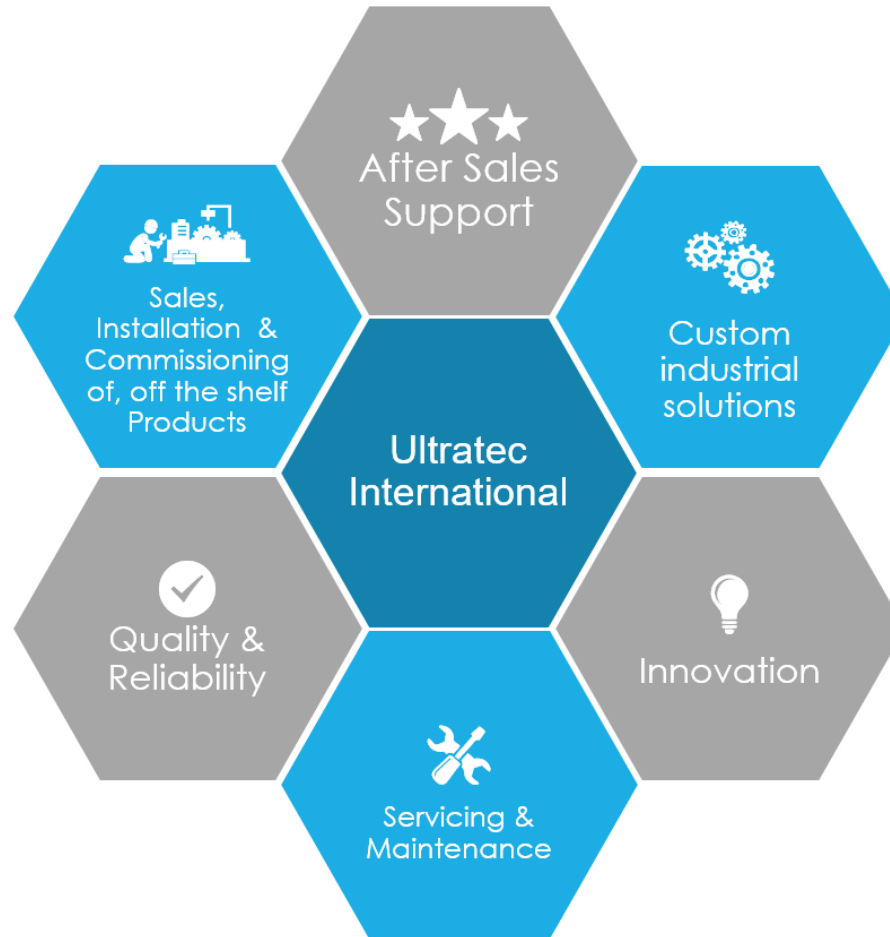 After Sales
Support
Sales,
Installation &
Commissioning
of, off the shelf
Products
Custom
industrial
solutions
Ultratec
International
Quality &
Reliability
Innovation
Servicing &
Maintenance